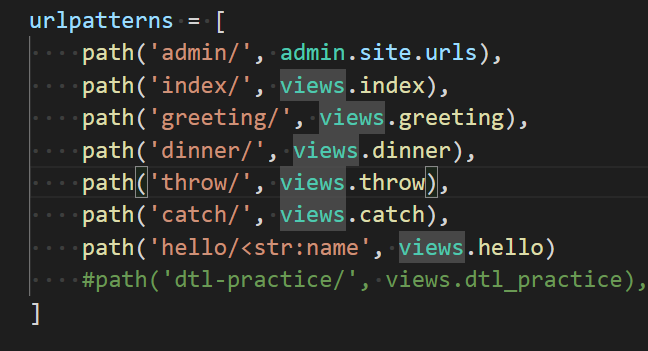 urlpatterns = [
    path('admin/', admin.site.urls),
    path('index/', views.index),
    path('greeting/', views.greeting),
    path('dinner/', views.dinner),
    path('throw/', views.throw),
    path('catch/', views.catch),
    path('hello/<str:name', views.hello)
    #path('dtl-practice/', views.dtl_practice),
]